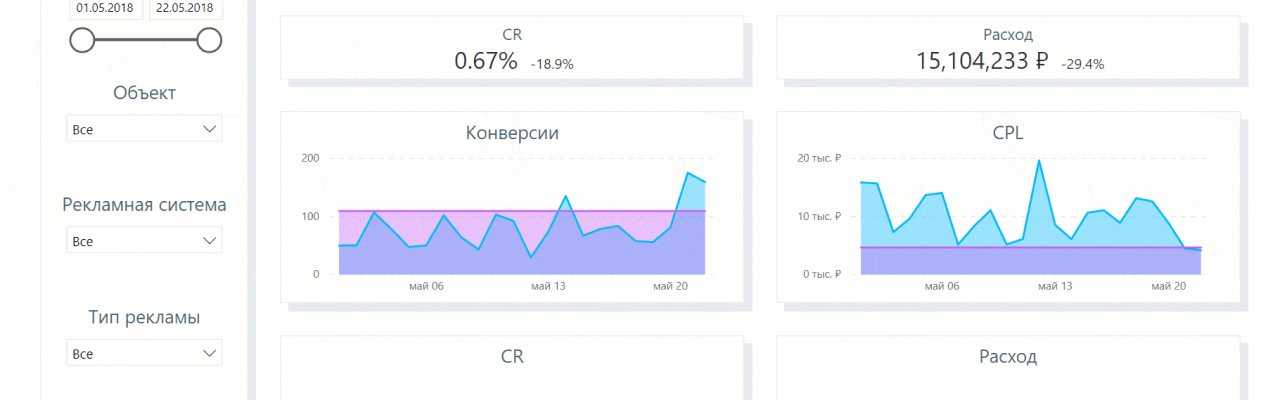 01.05.2018 22.05.2018
Объект
Все
Рекламная система
Все
Тип рекламы
Все
CR
0.67% -18.9%
Расход
15,104,233 ₽ -29.4%
Конверсии
200
100
0
май 06 май 13 май 20
CPL
20 тыс. ₽
10 тыс. ₽
0 тыс. ₽
май 06 май 13 май 20
CR
Расход